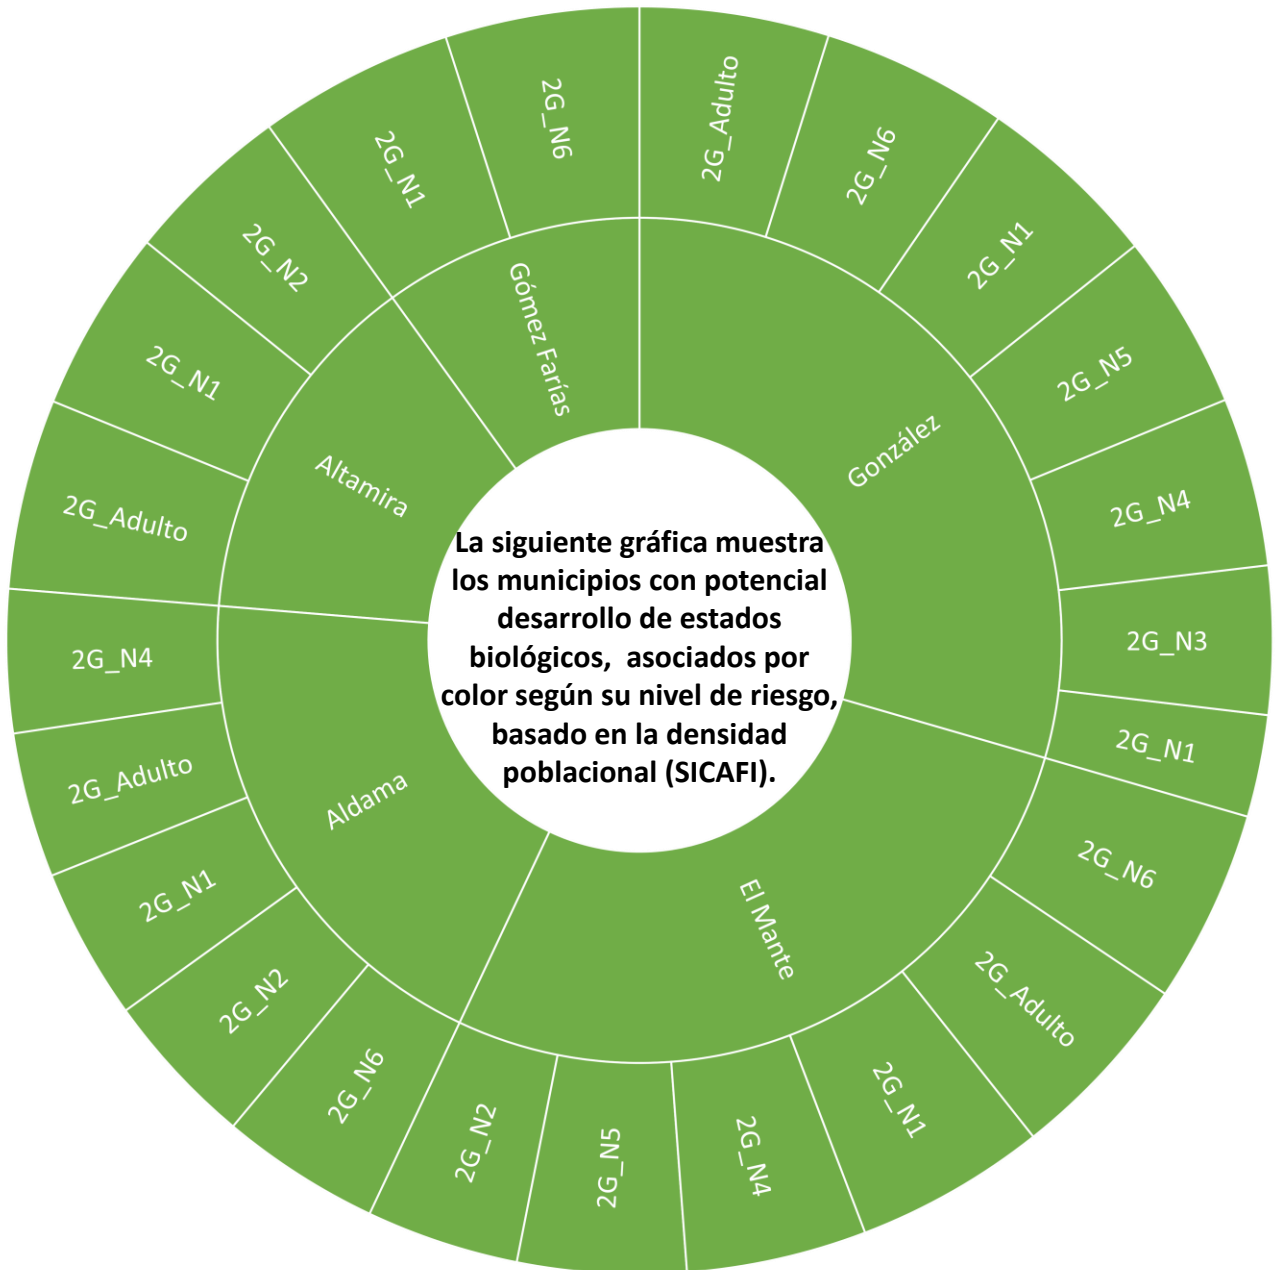 La siguiente gráfica muestra
los municipios con potencial
desarrollo de estados
biológicos, asociados por
color según su nivel de riesgo,
basado en la densidad
poblacional (SICAFI).
González
2G_Adulto
2G_N6
2G_N1
2G_N5
2G_N4
2G_N3
2G_N1
El Mante
2G_N6
2G_Adulto
2G_N1
2G_N4
2G_N5
2G_N2
Aldama
2G_N6
2G_N2
2G_N1
2G_Adulto
2G_N4
Altamira
2G_Adulto
2G_N1
2G_N2
Gómez Farías
2G_N1
2G_N6